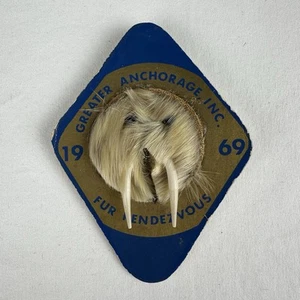 GREATER ANCHORAGE, INC.
19 69
FUR RENDEZVOUS